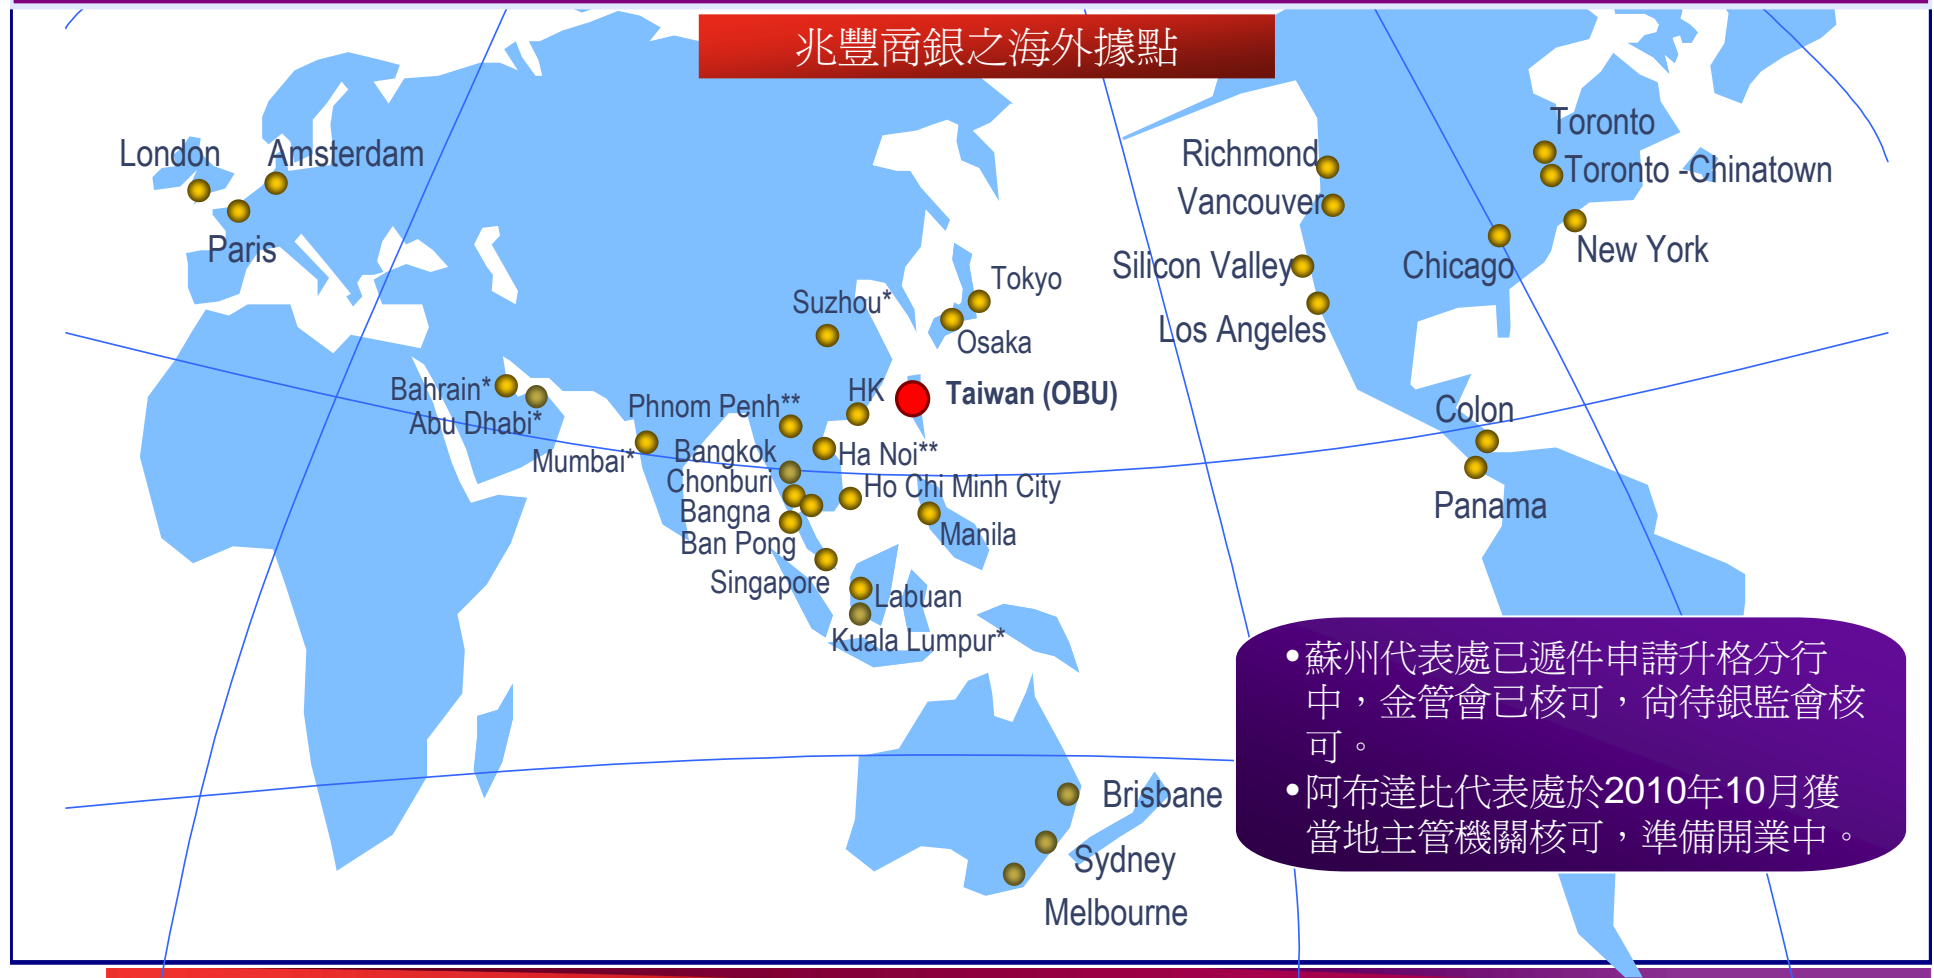 兆豐商銀之海外據點
London
Amsterdam
Paris
Richmond
Vancouver
Silicon Valley
Los Angeles
Toronto
Toronto -Chinatown
Chicago
New York
Suzhou*
Tokyo
Osaka
Bahrain*
Abu Dhabi*
Mumbai*
Phnom Penh**
HK
Taiwan (OBU)
Bangkok
Ha Noi**
Chonburi
Ho Chi Minh City
Bangna
Ban Pong
Manila
Singapore
Labuan
Kuala Lumpur*
Colon
Panama
Brisbane
Sydney
Melbourne
•蘇州代表處已遞件申請升格分行
中，金管會已核可，尚待銀監會核
可。
•阿布達比代表處於2010年10月獲
當地主管機關核可，準備開業中。